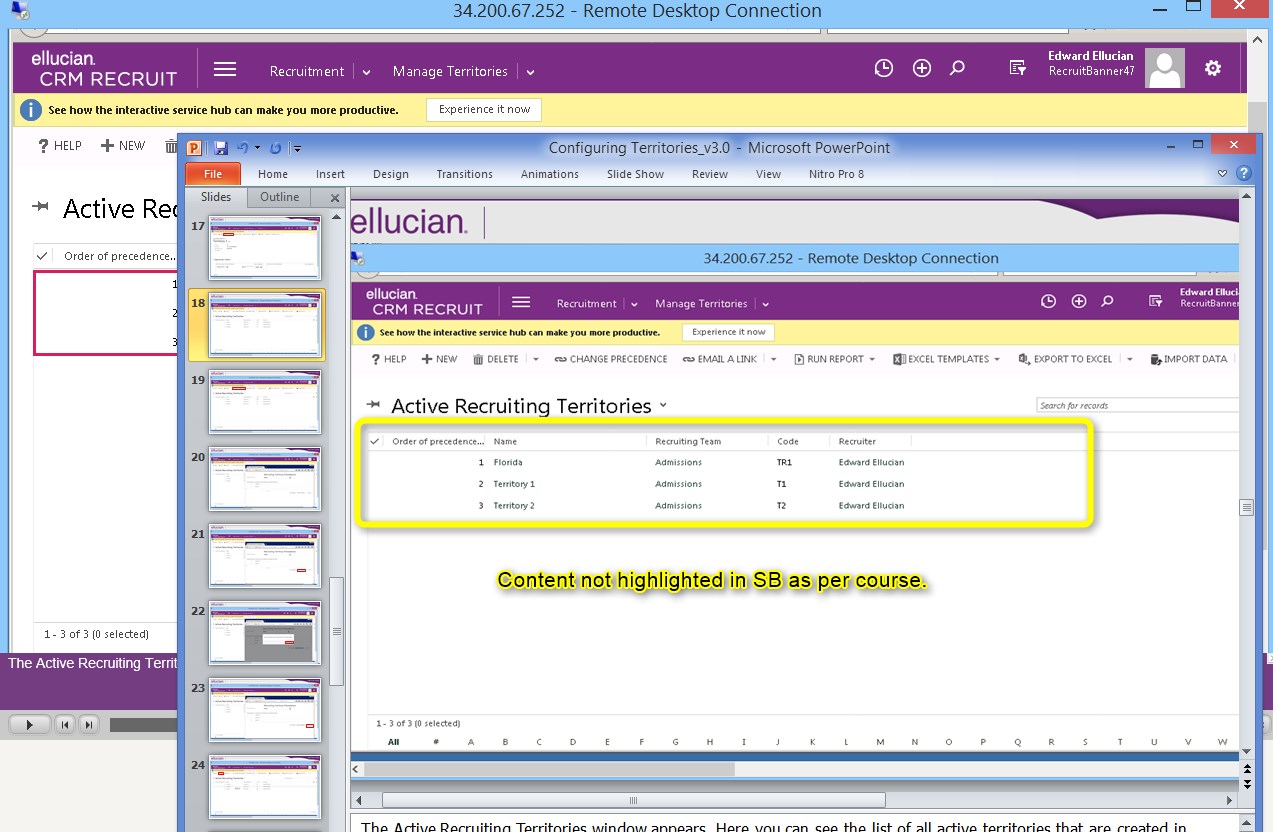 34.200.67.252 - Remote Desktop Connection
ellucian.
CRM RECRUIT
Recruitment
Manage Territories
Edward Ellucian
RecruitBanner47
See how the interactive service hub can make you more productive.
Experience it now
? HELP
NEW
Active Rec
Order of precedence...
1
2
3
1 - 3 of 3 (0 selected)
The Active Recruiting Territ
Configuring Territories_v3.0 - Microsoft PowerPoint
File
Home
Insert
Design
Transitions
Animations
Slide Show
Review
View
Nitro Pro 8
Slides
Outline
17
18
19
20
21
22
23
24
ellucian.
34.200.67.252 - Remote Desktop Connection
ellucian.
CRM RECRUIT
Recruitment
Manage Territories
Edward Elluci
RecruitBanner
See how the interactive service hub can make you more productive.
Experience it now
? HELP
NEW
DELETE
CHANGE PRECEDENCE
EMAIL A LINK
RUN REPORT
EXCEL TEMPLATES
EXPORT TO EXCEL
IMPORT DATA
Active Recruiting Territories
Search for records
Order of precedence... Name Recruiting Team Code Recruiter
1 Florida Admissions TR1 Edward Ellucian
2 Territory 1 Admissions T1 Edward Ellucian
3 Territory 2 Admissions T2 Edward Ellucian
Content not highlighted in SB as per course.
1 - 3 of 3 (0 selected)
All # A B C D E F G H I J K L M N O P Q R S T U V W
The Active Recruiting Territories window appears. Here you can see the list of all active territories that are created in